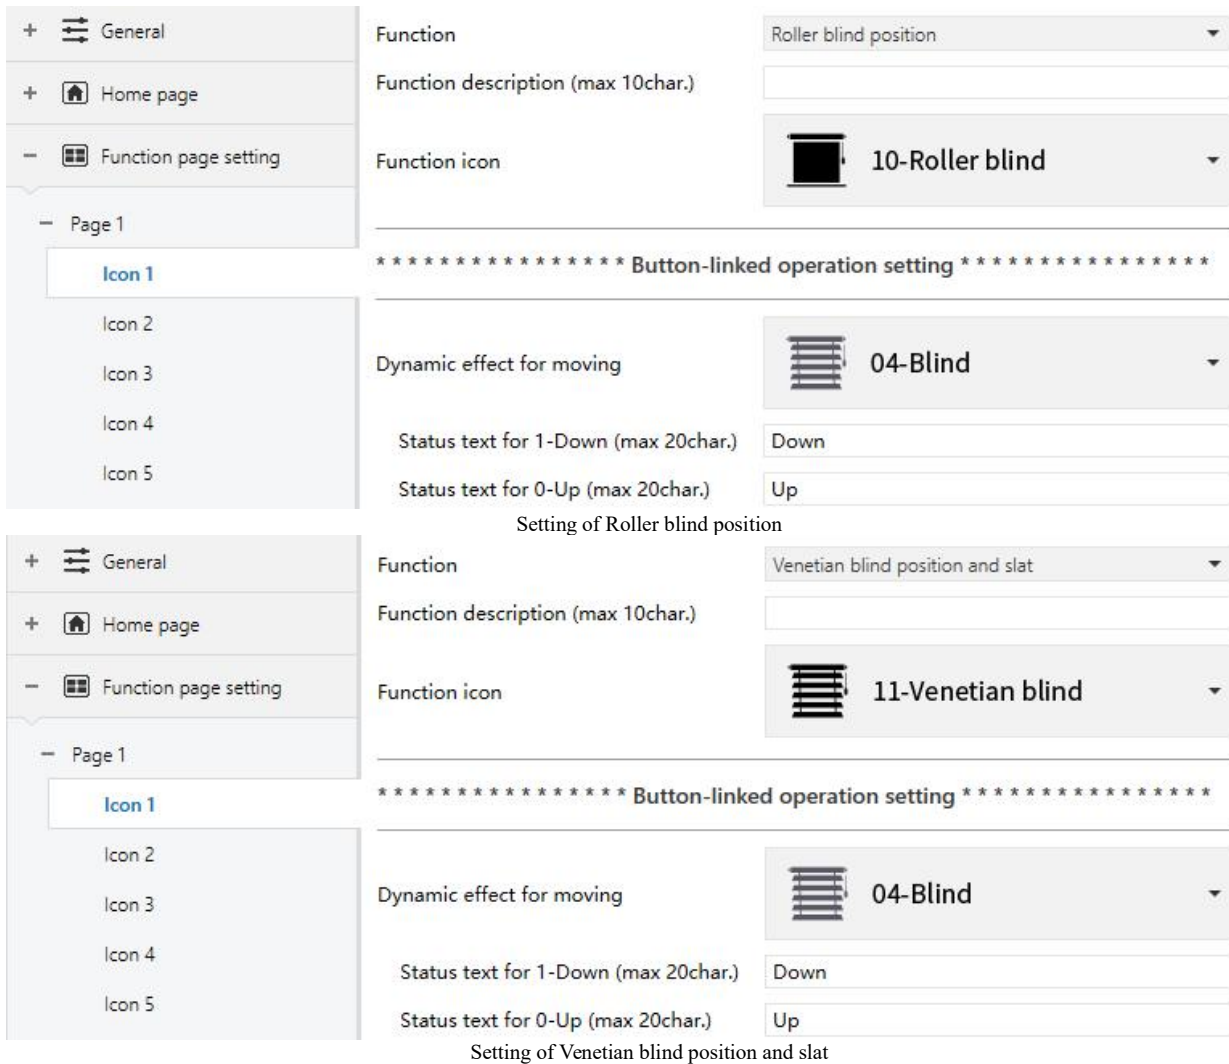 + General
Function Roller blind position
Function description (max 10char.)
+ Home page
− Function page setting
Function icon 10-Roller blind
− Page 1
Icon 1
* * * * * * * * * * * * * * * * Button-linked operation setting * * * * * * * * * * * * * * * *
Icon 2
Icon 3
Dynamic effect for moving 04-Blind
Icon 4
Status text for 1-Down (max 20char.) Down
Icon 5
Status text for 0-Up (max 20char.) Up
Setting of Roller blind position
+ General
Function Venetian blind position and slat
Function description (max 10char.)
+ Home page
− Function page setting
Function icon 11-Venetian blind
− Page 1
Icon 1
* * * * * * * * * * * * * * * * Button-linked operation setting * * * * * * * * * * * * * * * *
Icon 2
Icon 3
Dynamic effect for moving 04-Blind
Icon 4
Status text for 1-Down (max 20char.) Down
Icon 5
Status text for 0-Up (max 20char.) Up
Setting of Venetian blind position and slat